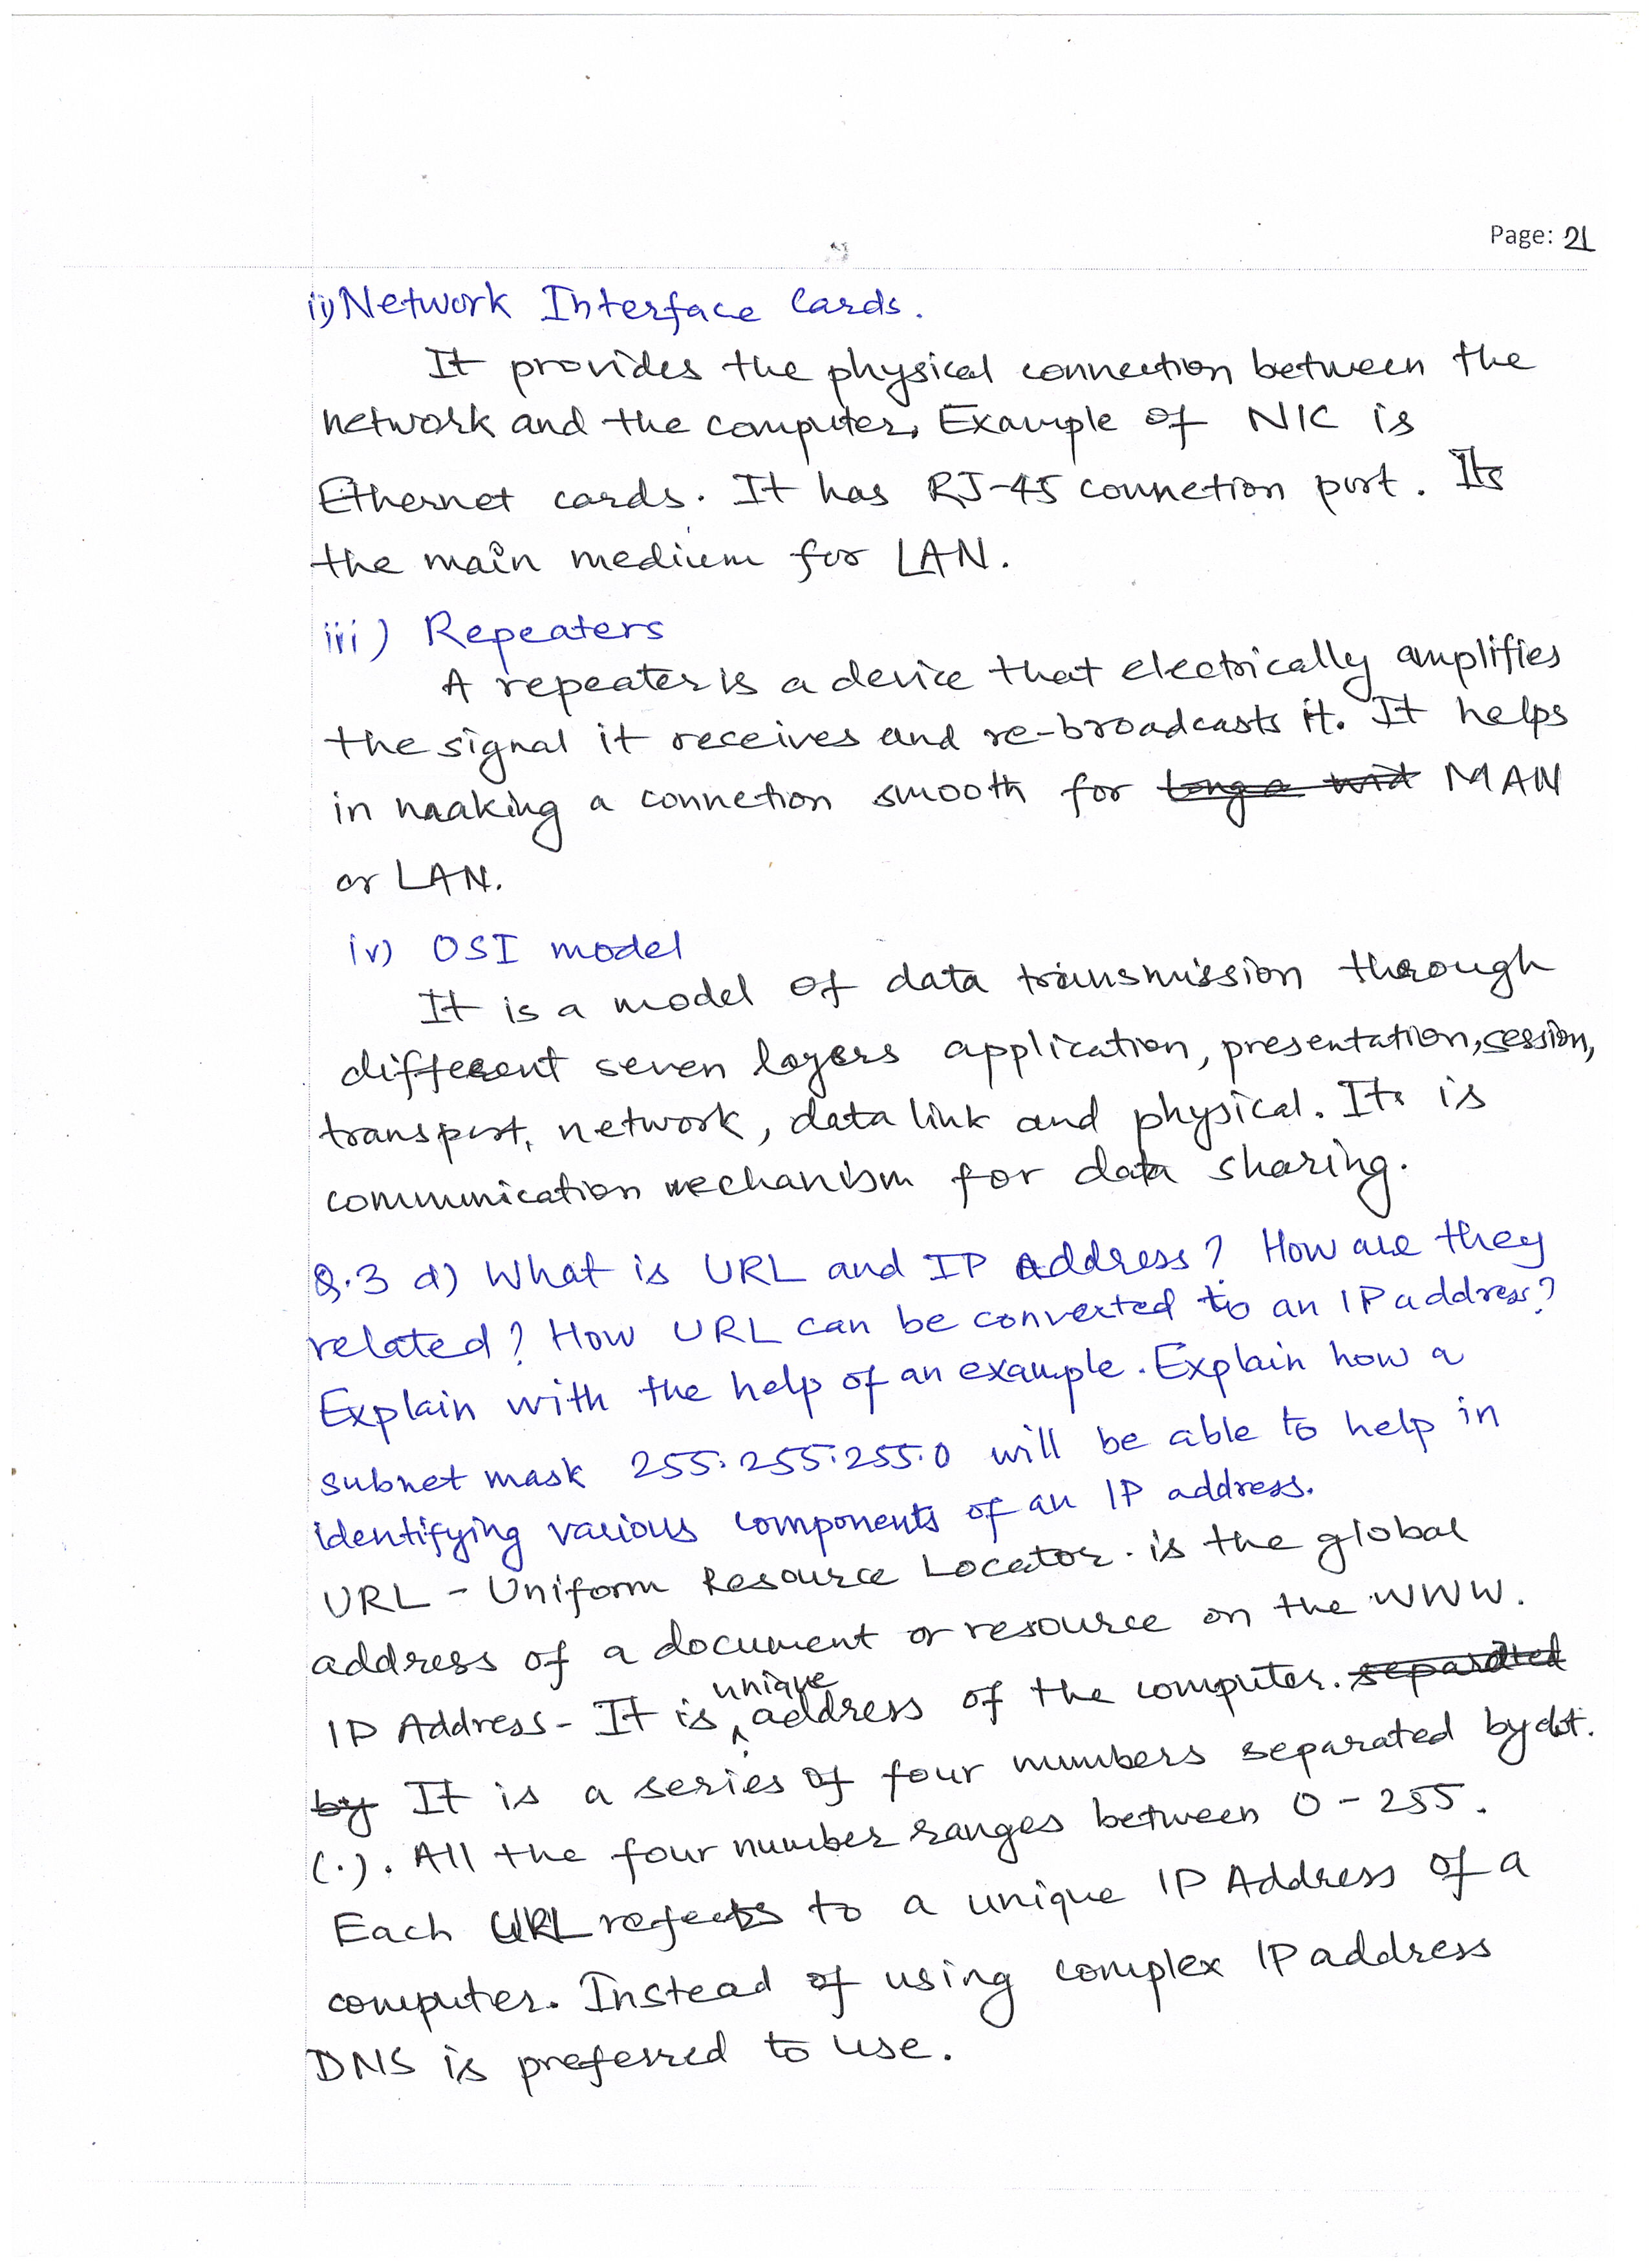 Page: 21
ii) Network Interface Cards.
It provides the physical connection between the
network and the computer, Example of NIC is
Ethernet cards. It has RJ-45 connetion port. Its
the main medium for LAN.
iii) Repeaters
A repeater is a device that electrically amplifies
the signal it receives and re-broadcasts it. It helps
in making a connetion smooth for MAN
or LAN.
iv) OSI model
It is a model of data transmission through
different seven layers application, presentation, session,
transport, network, data link and physical. Its is
communication mechanism for data sharing.
Q.3 d) What is URL and IP Address? How are they
related? How URL can be converted to an IP address?
Explain with the help of an example. Explain how a
subnet mask 255.255.255.0 will be able to help in
identifying various components of an IP address.
URL - Uniform Resource Locator. is the global
address of a document or resource on the WWW.
IP Address - It is unique address of the computer. separated
by It is a series of four numbers separated by dot.
(.). All the four number ranges between 0 - 255.
Each URL refects to a unique IP Address of a
computer. Instead of using complex IP address
DNS is preferred to use.